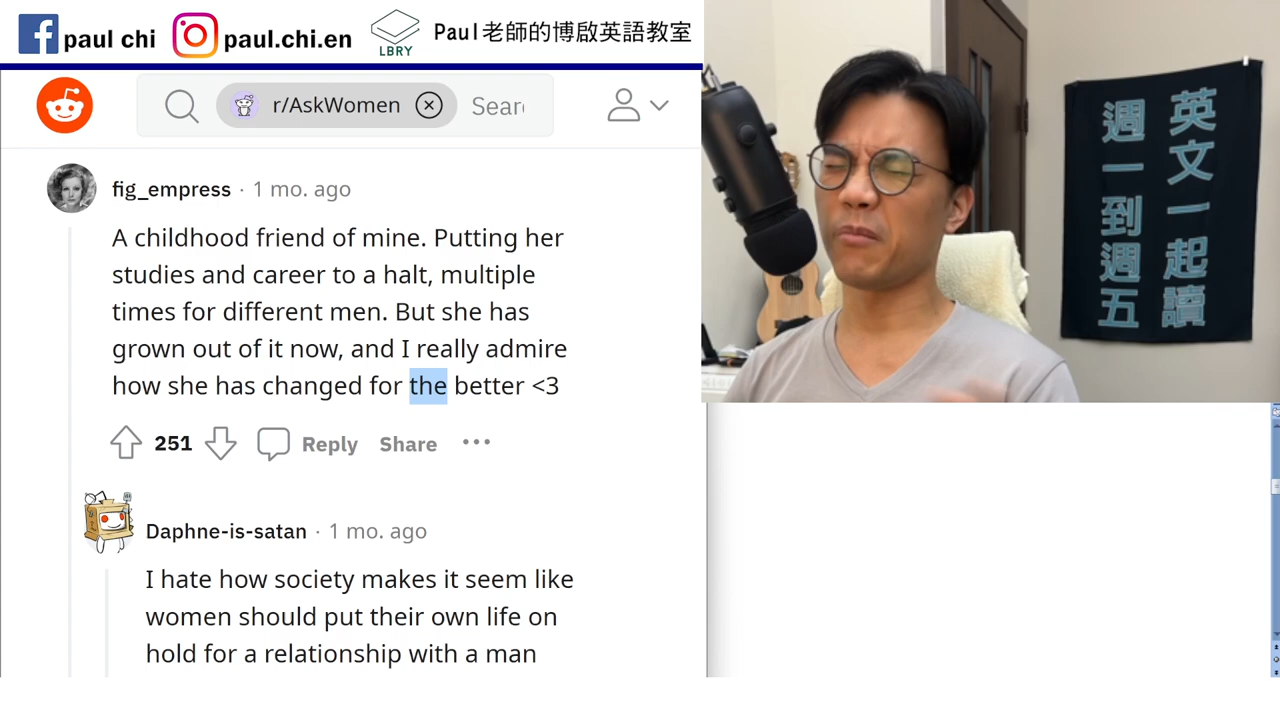 paul chi
paul.chi.en
LBRY
Paul老師的博啟英語教室
r/AskWomen
Sear
fig_empress · 1 mo. ago
A childhood friend of mine. Putting her
studies and career to a halt, multiple
times for different men. But she has
grown out of it now, and I really admire
how she has changed for the better <3
251
Reply
Share
Daphne-is-satan · 1 mo. ago
I hate how society makes it seem like
women should put their own life on
hold for a relationship with a man
英文一起讀
週一到週五